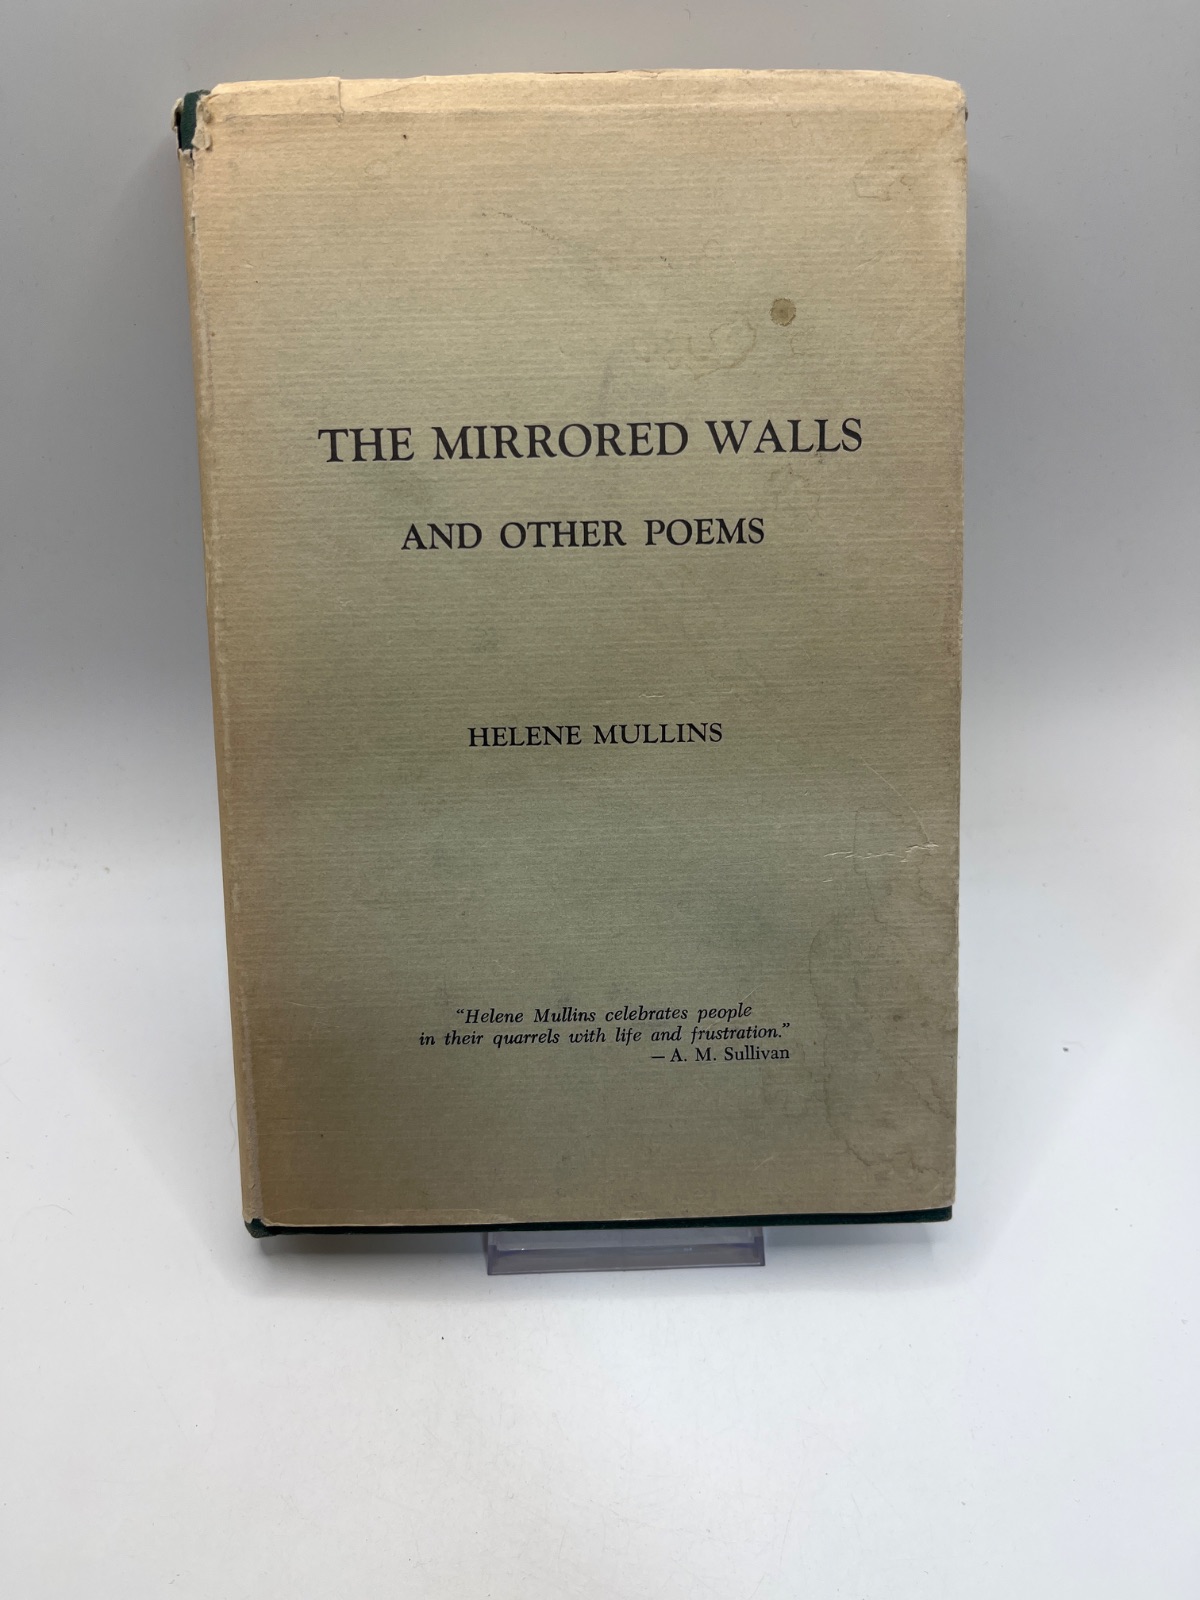 THE MIRRORED WALLS
AND OTHER POEMS
HELENE MULLINS
“Helene Mullins celebrates people
in their quarrels with life and frustration.”
— A. M. Sullivan